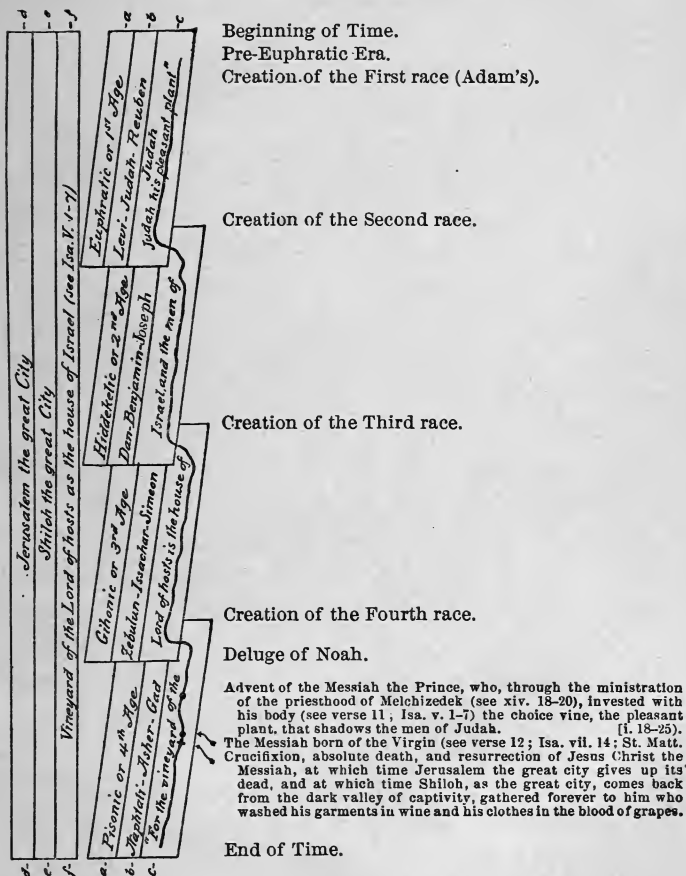 -d
-e
-f
-a
-b
-c
Jerusalem the great City
Shiloh the great City
Vineyard of the Lord of hosts as the house of Israel (see Isa. V. 1-7)
Euphratic or 1st Age
Levi-Judah-Reuben
Judah
Judah his pleasant plant"
Hiddekelic or 2nd Age
Dan-Benjamin-Joseph
Israel, and the men of
Gihonic or 3rd Age
Zebulun-Issachar-Simeon
Lord of hosts is the house of
Pisonic or 4th Age
Naphtali-Asher-Gad
"For the vineyard of the
d-
e-
f-
a-
b-
c-
Beginning of Time.
Pre-Euphratic Era.
Creation of the First race (Adam's).
Creation of the Second race.
Creation of the Third race.
Creation of the Fourth race.
Deluge of Noah.
Advent of the Messiah the Prince, who, through the ministration
of the priesthood of Melchizedek (see xiv. 18-20), invested with
his body (see verse 11; Isa. v. 1-7) the choice vine, the pleasant
plant, that shadows the men of Judah. [i. 18-25).
The Messiah born of the Virgin (see verse 12; Isa. vii. 14; St. Matt.
Crucifixion, absolute death, and resurrection of Jesus Christ the
Messiah, at which time Jerusalem the great city gives up its
dead, and at which time Shiloh, as the great city, comes back
from the dark valley of captivity, gathered forever to him who
washed his garments in wine and his clothes in the blood of grapes.
End of Time.